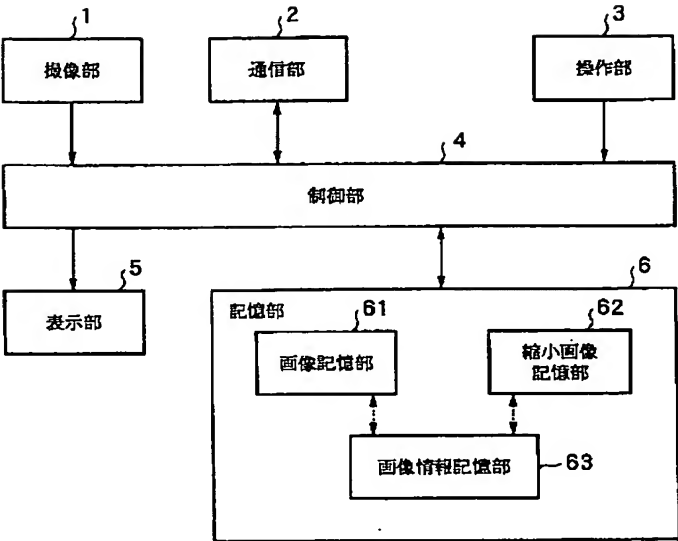 1
2
3
撮像部
通信部
操作部
4
制御部
5
6
表示部
記憶部
61
62
画像記憶部
縮小画像
記憶部
画像情報記憶部
63